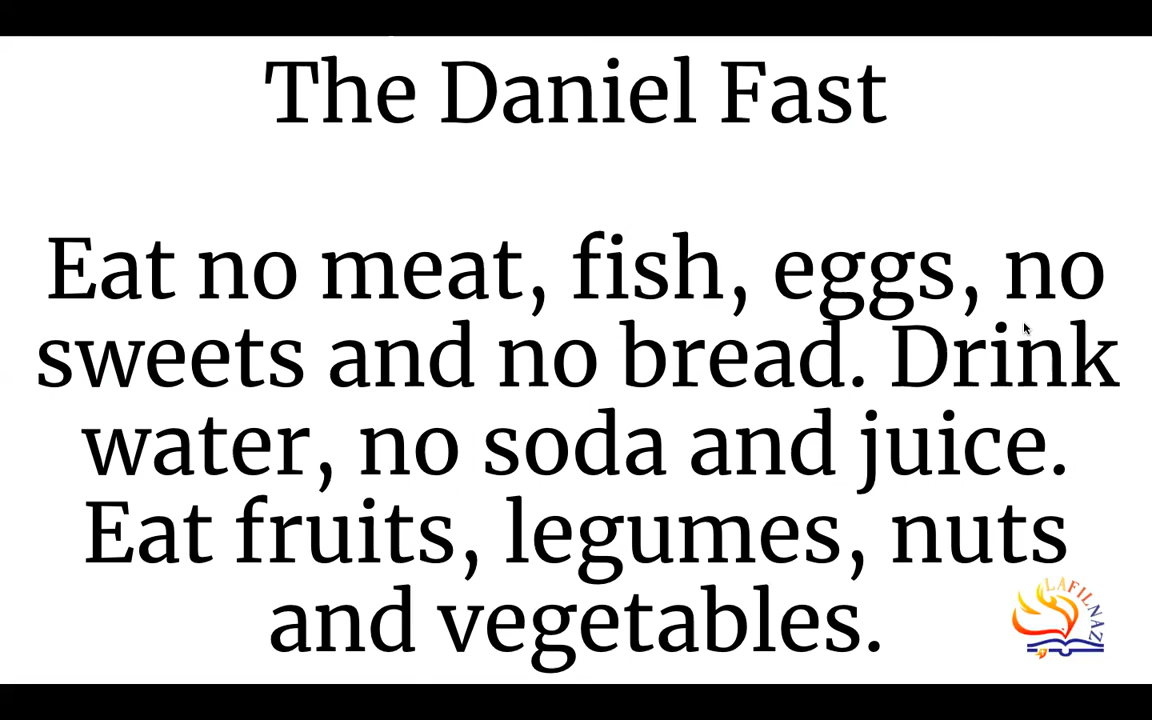 The Daniel Fast
Eat no meat, fish, eggs, no
sweets and no bread. Drink
water, no soda and juice.
Eat fruits, legumes, nuts
and vegetables.
LAFILNAZ